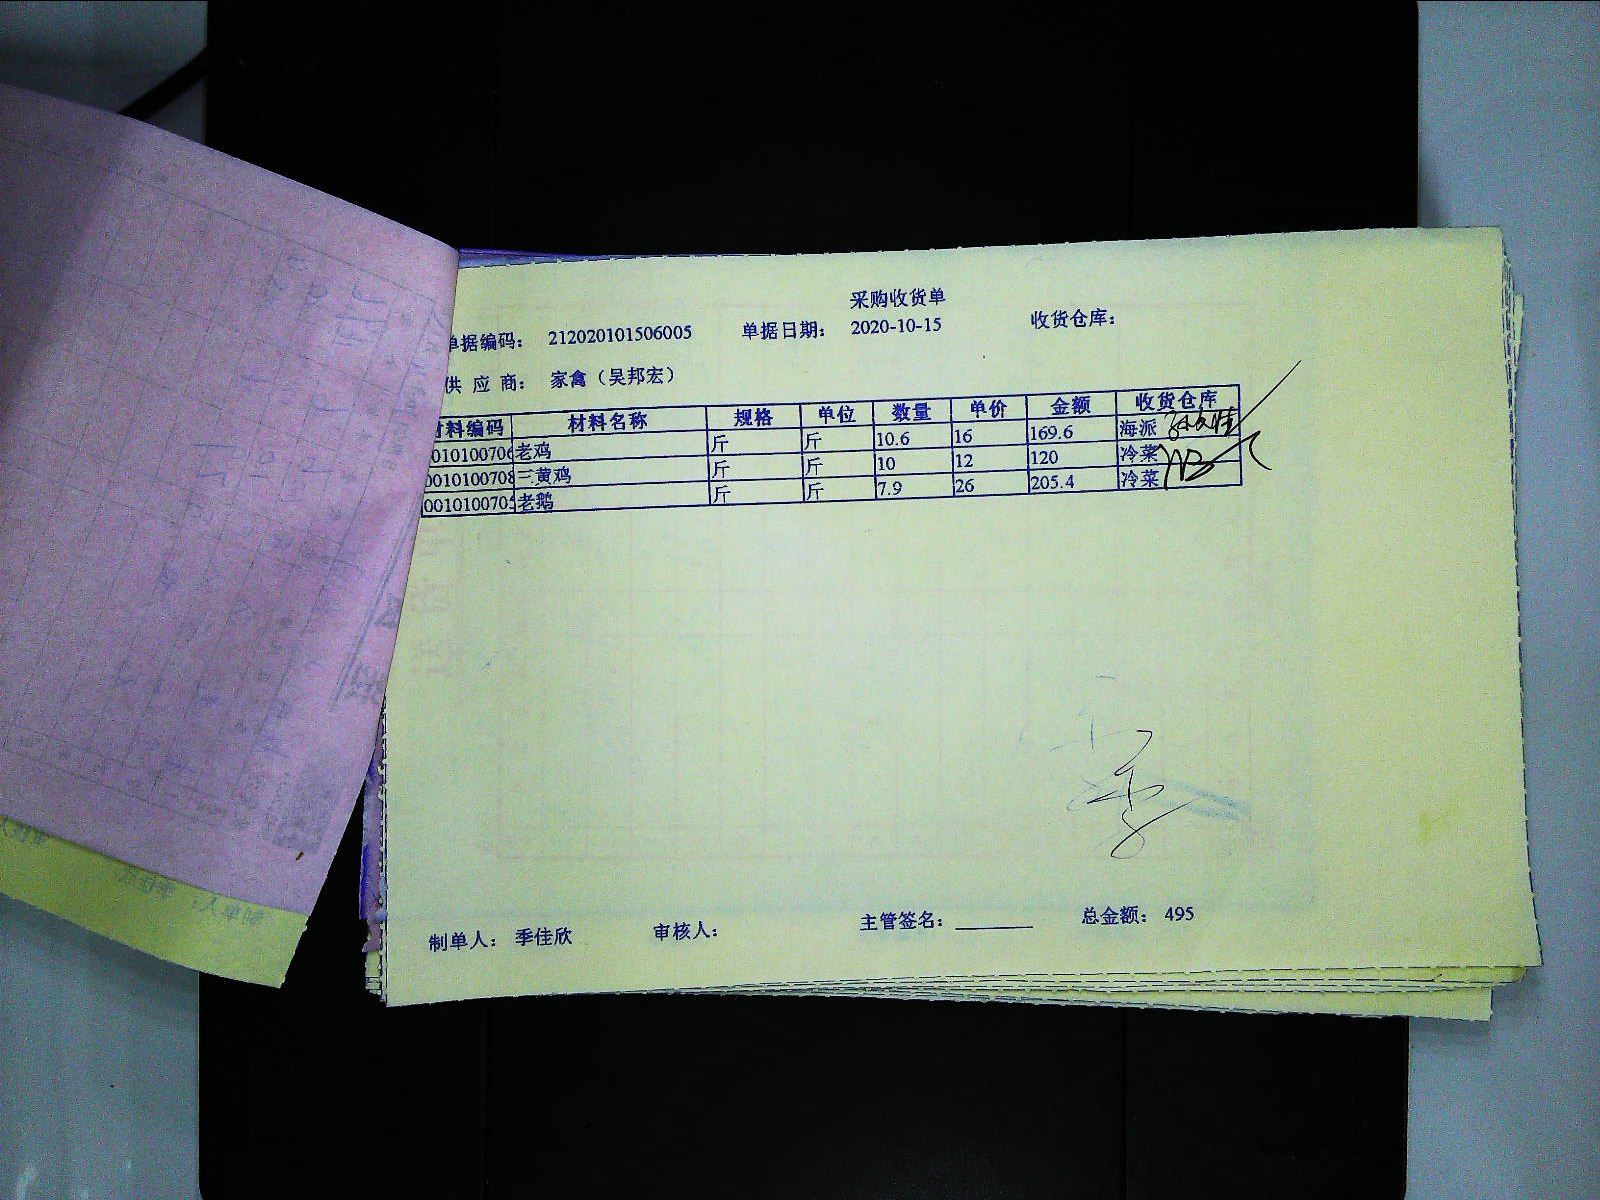 采购收货单
单据编码： 212020101506005 单据日期： 2020-10-15 收货仓库：
供 应 商： 家禽（吴邦宏）
材料编码 材料名称 规格 单位 数量 单价 金额 收货仓库
0010100706 老鸡 斤 斤 10.6 16 169.6 海派
0010100708 三黄鸡 斤 斤 10 12 120 冷菜
0010100705 老鹅 斤 斤 7.9 26 205.4 冷菜
制单人： 季佳欣 审核人： 主管签名： 总金额： 495